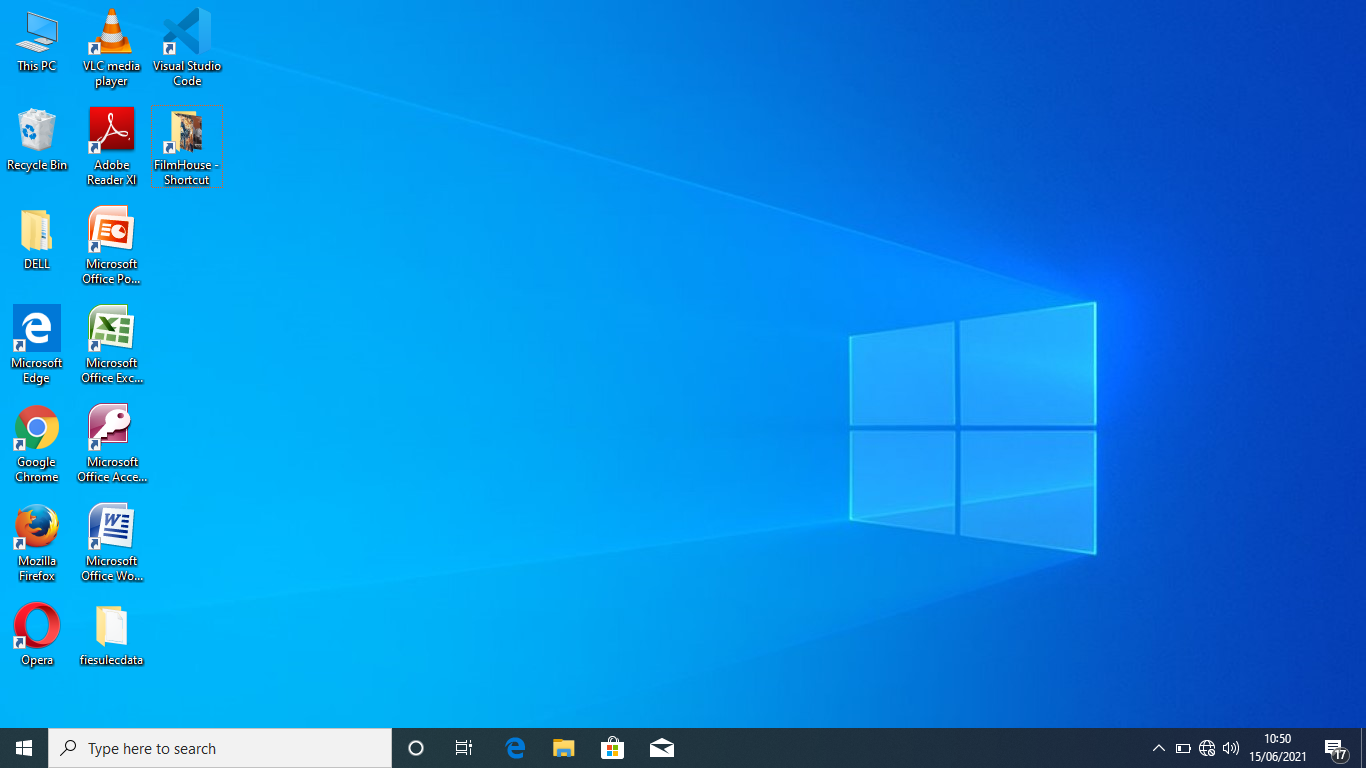 This PC
VLC media
player
Visual Studio
Code
Recycle Bin
Adobe
Reader XI
FilmHouse -
Shortcut
DELL
Microsoft
Office Po...
Microsoft
Edge
Microsoft
Office Exc...
Google
Chrome
Microsoft
Office Acce...
Mozilla
Firefox
Microsoft
Office Wo...
Opera
fiesulecdata
Type here to search
10:50
15/06/2021
17